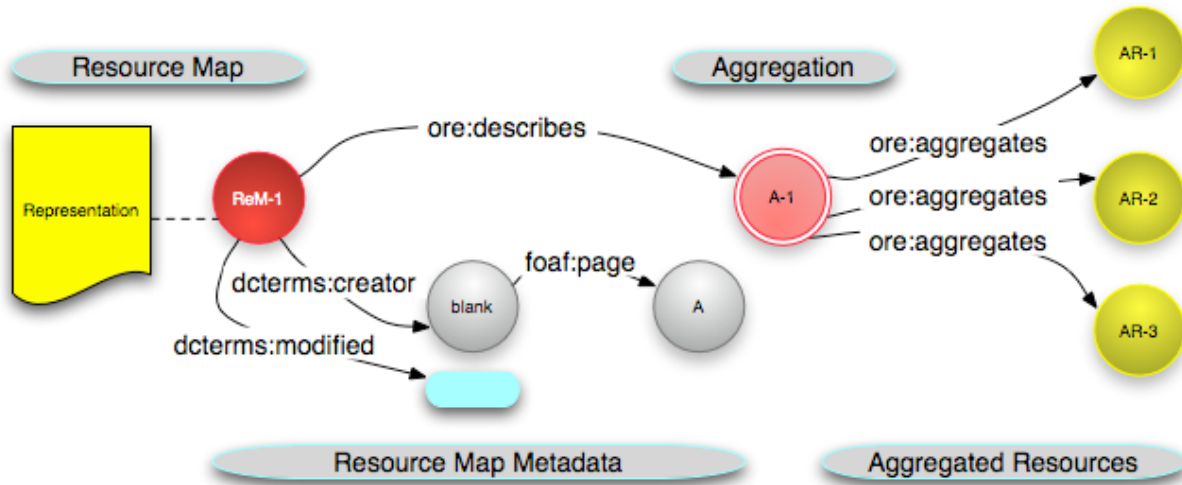 Resource Map
Aggregation
AR-1
ore:describes
ore:aggregates
Representation
ReM-1
A-1
ore:aggregates
AR-2
ore:aggregates
foaf:page
dcterms:creator
blank
A
AR-3
dcterms:modified
Resource Map Metadata
Aggregated Resources